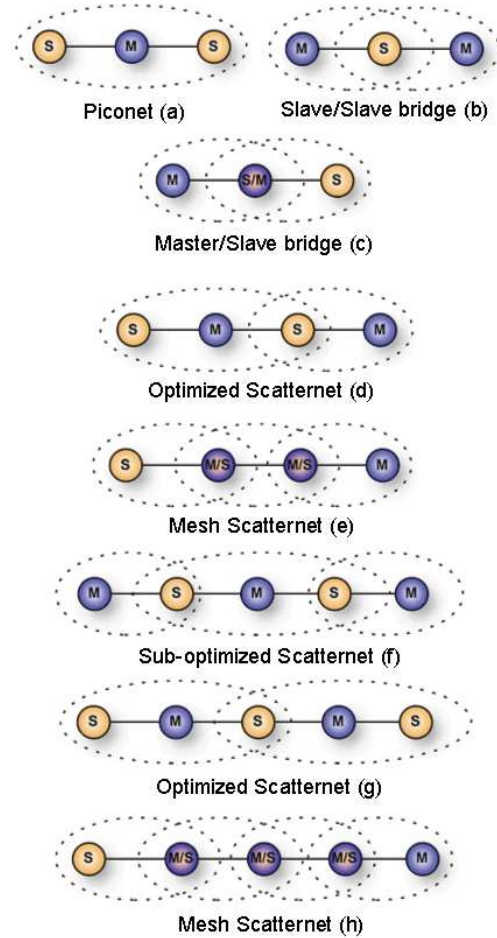 S M S M S M
Piconet (a) Slave/Slave bridge (b)
M S/M S
Master/Slave bridge (c)
S M S M
Optimized Scatternet (d)
S M/S M/S M
Mesh Scatternet (e)
M S M S M
Sub-optimized Scatternet (f)
S M S M S
Optimized Scatternet (g)
S M/S M/S M/S M
Mesh Scatternet (h)